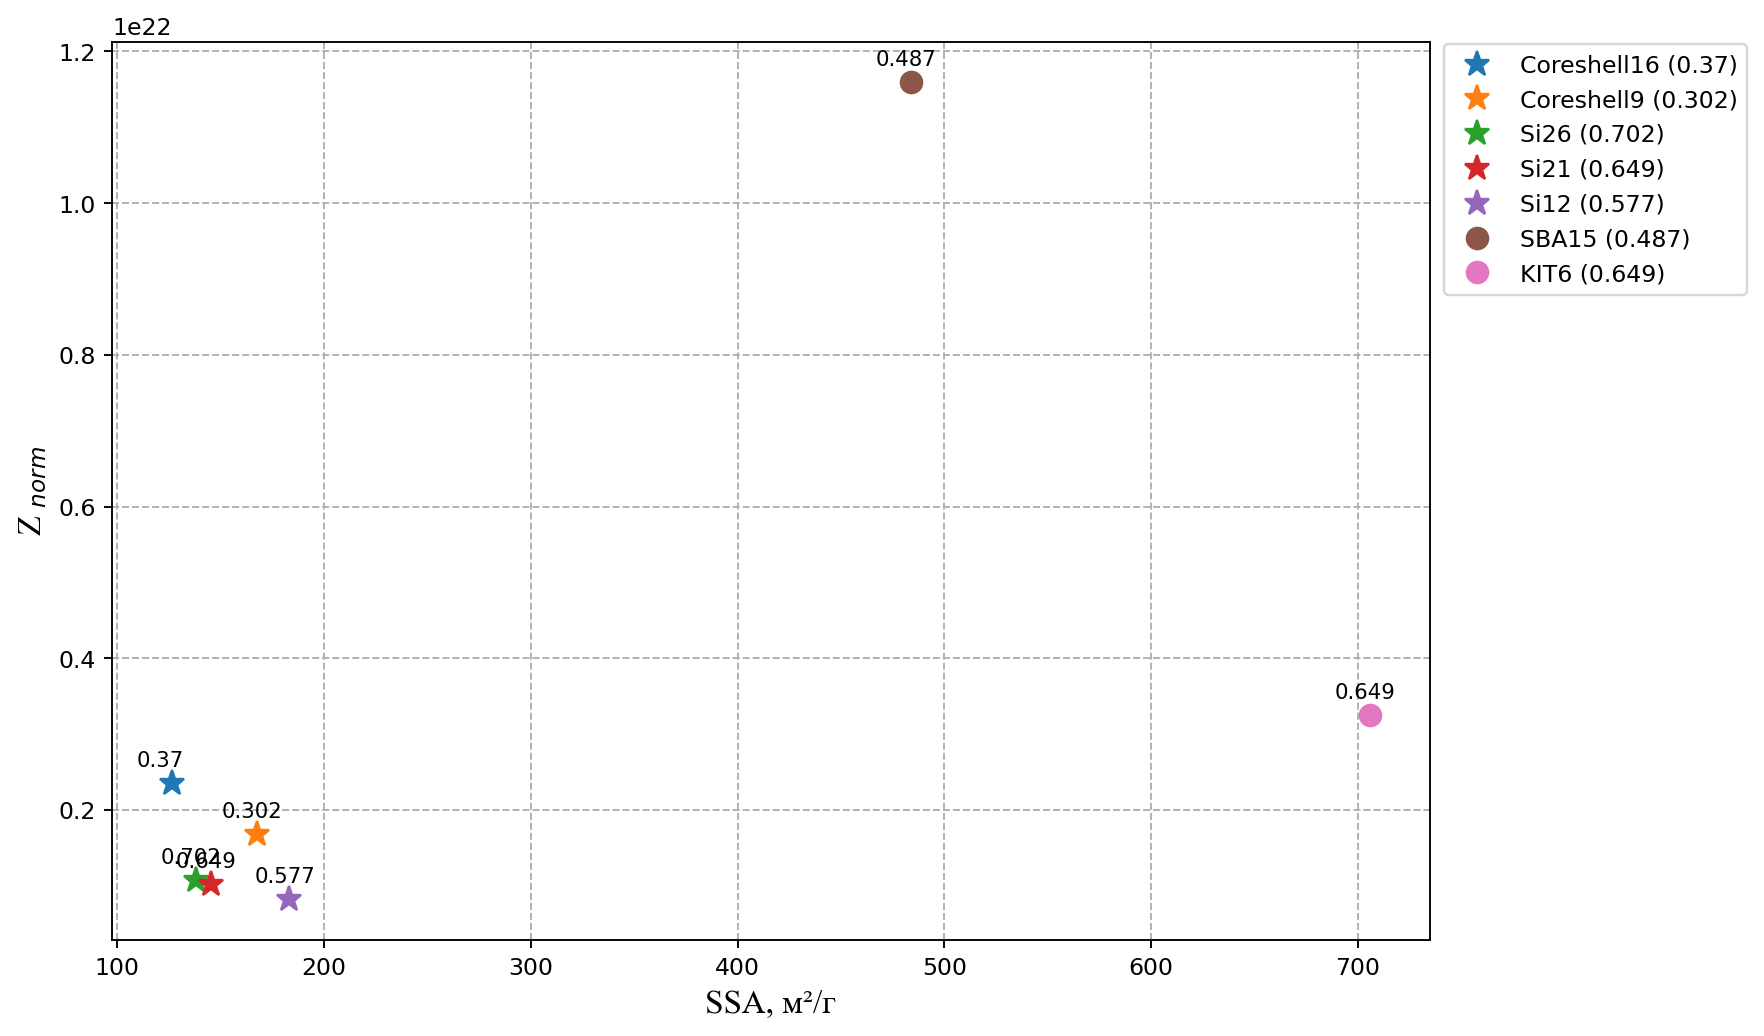 1e22
1.2
1.0
0.8
0.6
0.4
0.2
Z norm
0.487
0.649
0.37
0.302
0.702
0.649
0.577
100 200 300 400 500 600 700
SSA, м²/г
Coreshell16 (0.37)
Coreshell9 (0.302)
Si26 (0.702)
Si21 (0.649)
Si12 (0.577)
SBA15 (0.487)
KIT6 (0.649)